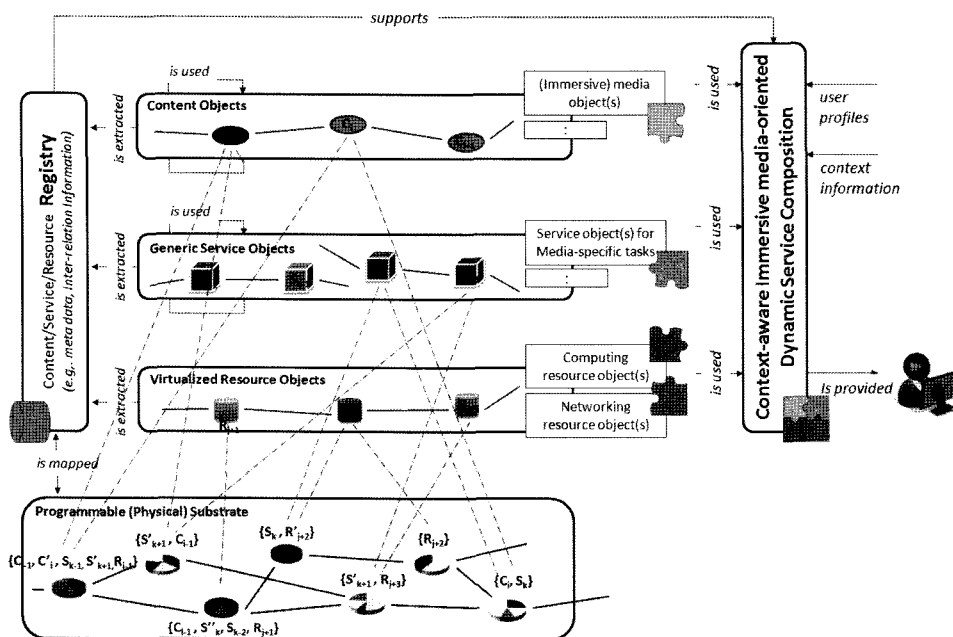 supports
is used
Content Objects
(Immersive) media
object(s)
:
is extracted
is used
user
profiles
context
information
Content/Service/Resource Registry
(e.g,. meta data, Inter-relation Information)
is used
Generic Service Objects
Service object(s) for
Media-specific tasks
:
is extracted
is used
Context-aware Immersive media-oriented
Dynamic Service Composition
Virtualized Resource Objects
Computing
resource object(s)
Networking
resource object(s)
is extracted
is used
Is provided
is mapped
Programmable (Physical) Substrate
{S'k+1, Ci-1}
{Sk, R'j+2}
{Rj+2}
{S'k+1, Rj+3}
{Ci, Sk}
{Ci-1, S''k, Sk-2, Rj+1}